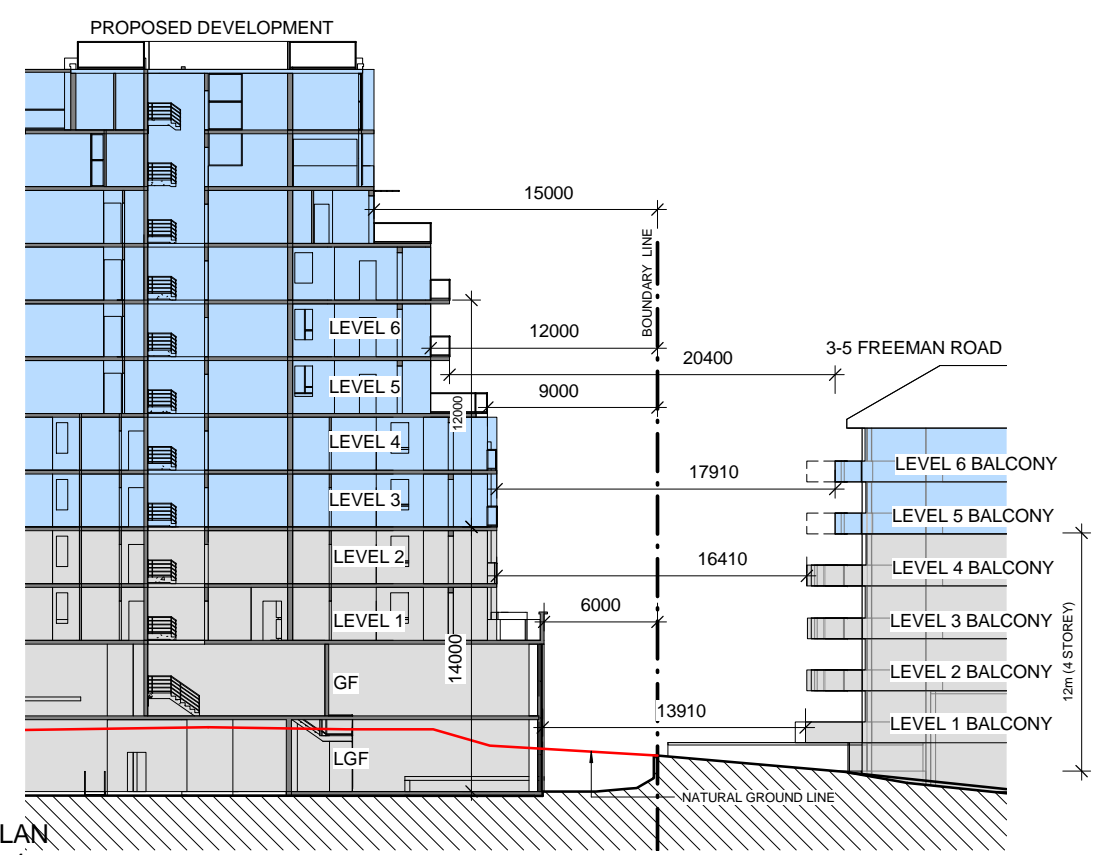 PROPOSED DEVELOPMENT
15000
BOUNDARY LINE
LEVEL 6
12000
3-5 FREEMAN ROAD
20400
LEVEL 5
9000
12000
LEVEL 4
LEVEL 6 BALCONY
17910
LEVEL 3
LEVEL 5 BALCONY
LEVEL 2
16410
LEVEL 4 BALCONY
6000
LEVEL 1
LEVEL 3 BALCONY
12m (4 STOREY)
14000
GF
LEVEL 2 BALCONY
13910
LEVEL 1 BALCONY
LGF
NATURAL GROUND LINE
LAN